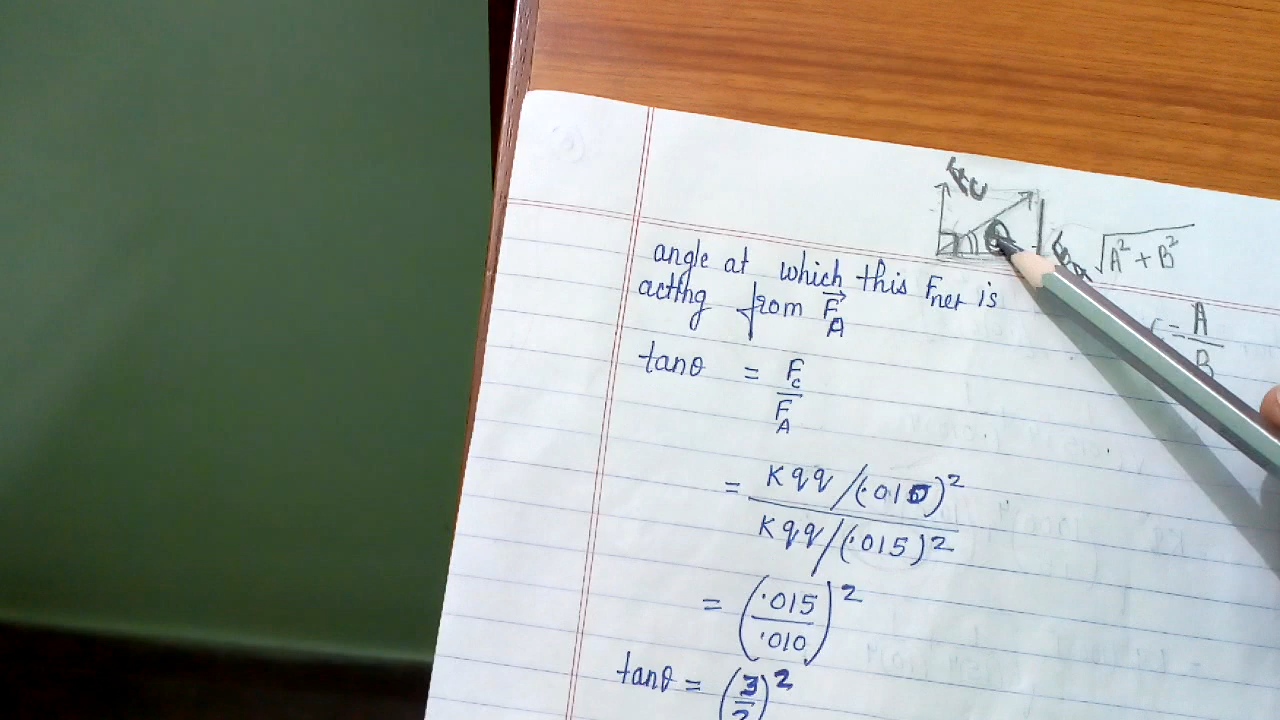 θ
√A² + B²
angle at which this Fnet is
acting from F⃗A
= A/B
tanθ = Fc/FA
= Kqq/(.010)² / Kqq/(.015)²
= (.015/.010)²
tanθ = (3/2)²